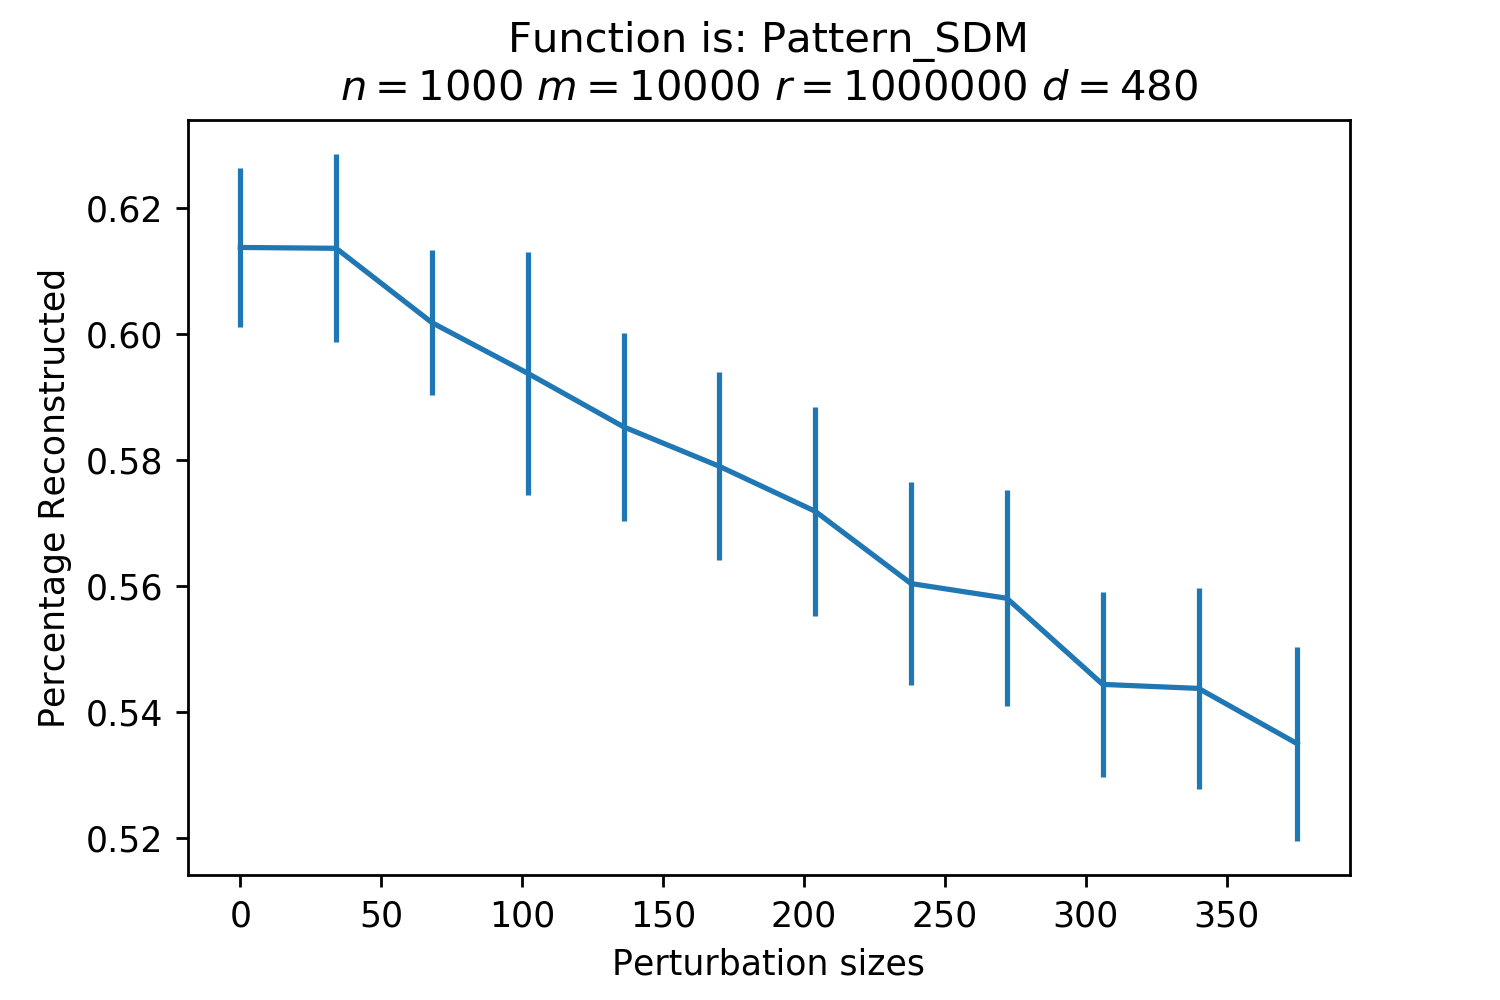 Function is: Pattern_SDM
n = 1000 m = 10000 r = 1000000 d = 480
Percentage Reconstructed
0.62
0.60
0.58
0.56
0.54
0.52
0 50 100 150 200 250 300 350
Perturbation sizes